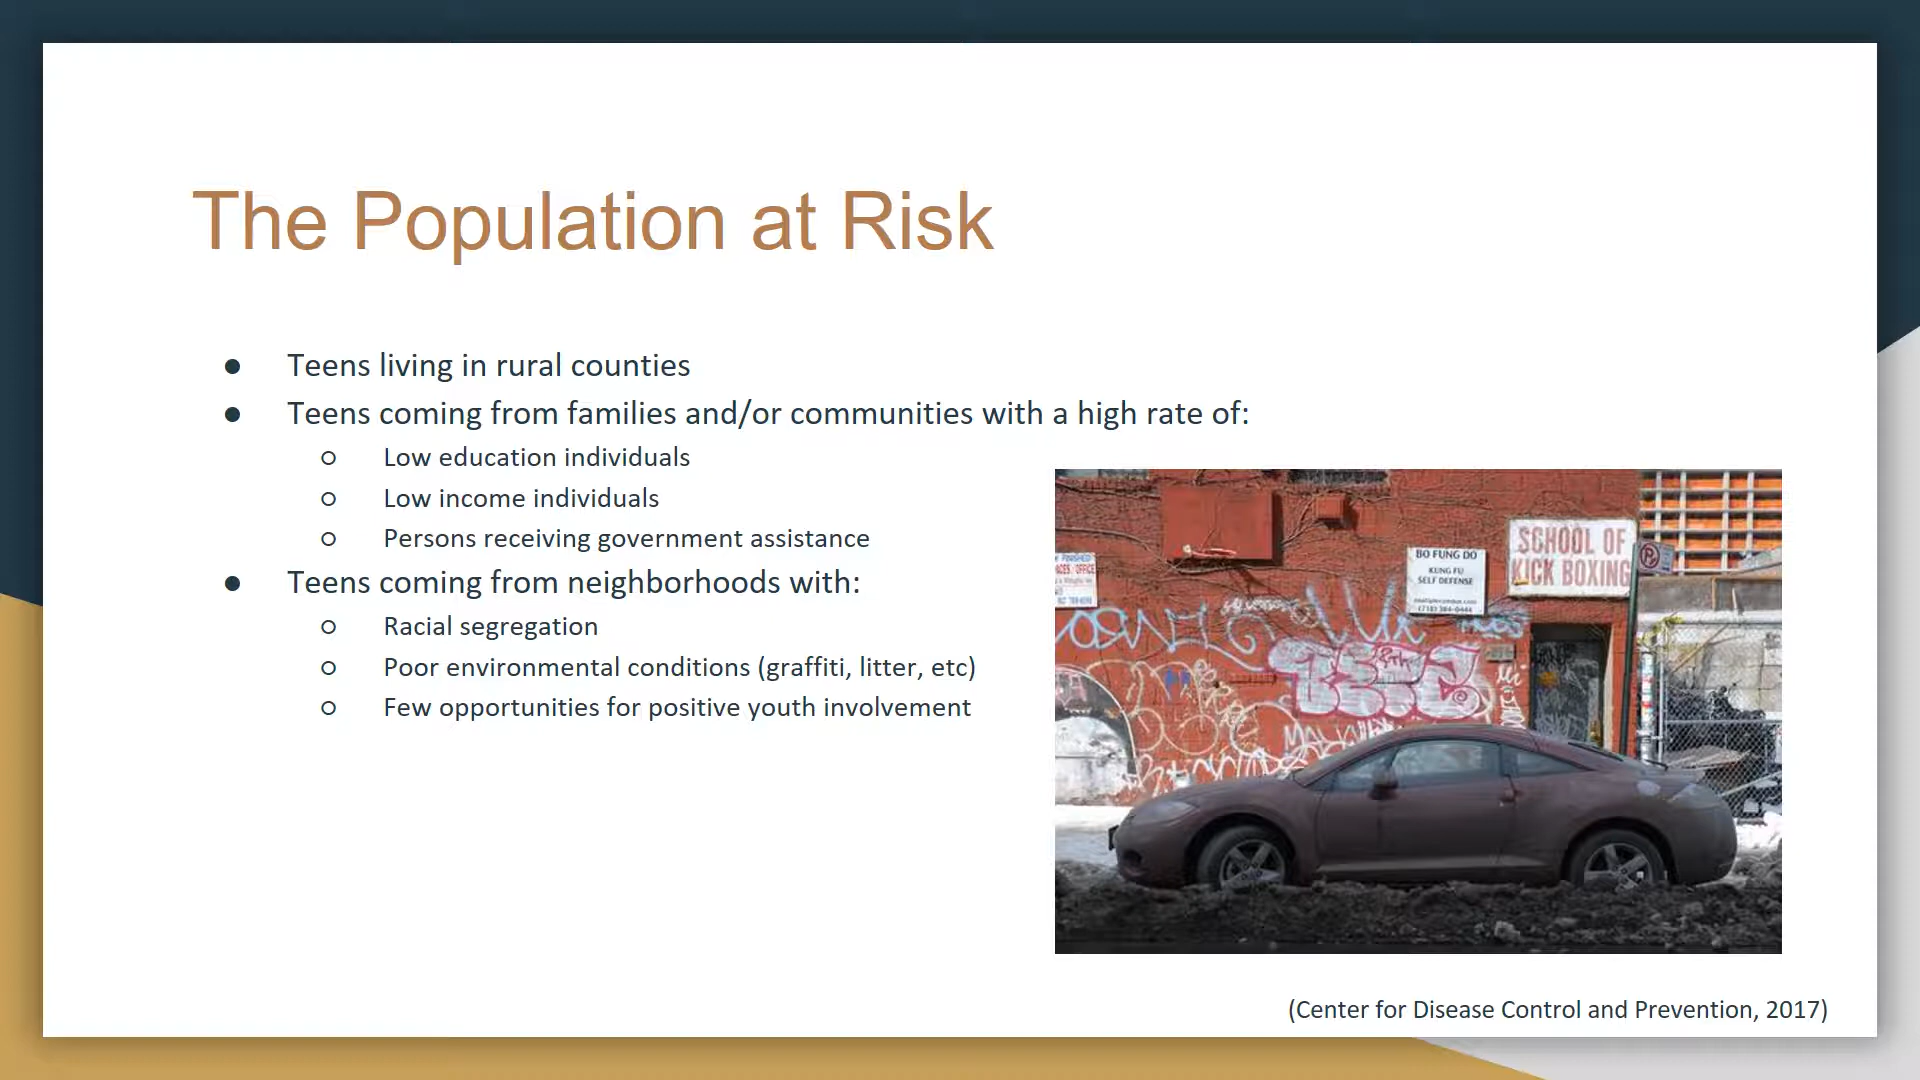 The Population at Risk
● Teens living in rural counties
● Teens coming from families and/or communities with a high rate of:
○ Low education individuals
○ Low income individuals
○ Persons receiving government assistance
● Teens coming from neighborhoods with:
○ Racial segregation
○ Poor environmental conditions (graffiti, litter, etc)
○ Few opportunities for positive youth involvement
BO FUNG DO
KUNG FU
SELF DEFENSE
SCHOOL OF
KICK BOXING
(Center for Disease Control and Prevention, 2017)